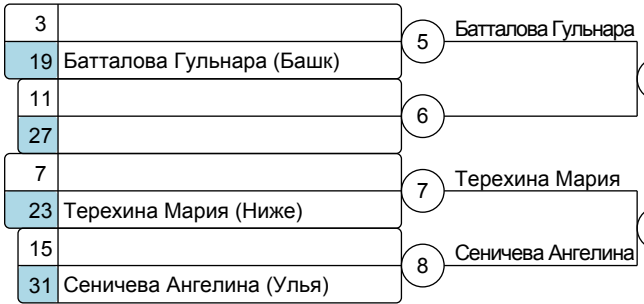 3
19 Батталова Гульнара (Башк)
5
Батталова Гульнара
11
27
6
7
23 Терехина Мария (Ниже)
7
Терехина Мария
15
31 Сеничева Ангелина (Улья)
8
Сеничева Ангелина